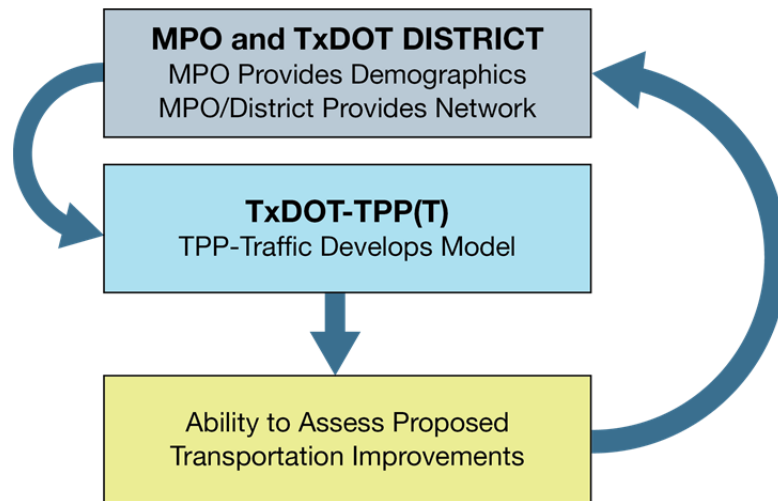 MPO and TxDOT DISTRICT
MPO Provides Demographics
MPO/District Provides Network
TxDOT-TPP(T)
TPP-Traffic Develops Model
Ability to Assess Proposed
Transportation Improvements